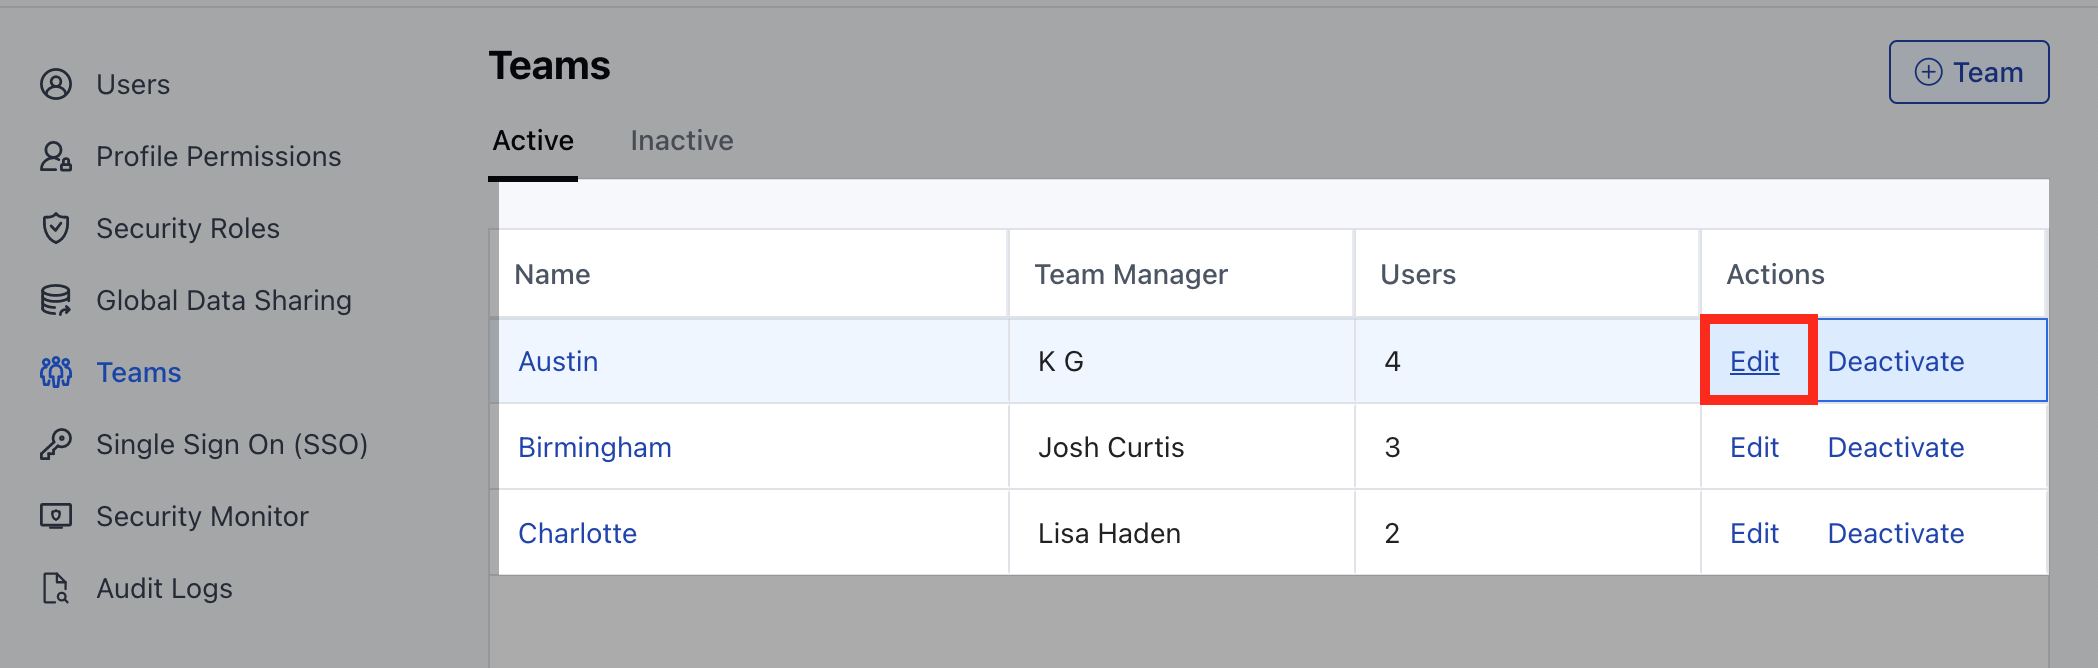 Users
Profile Permissions
Security Roles
Global Data Sharing
Teams
Single Sign On (SSO)
Security Monitor
Audit Logs
Teams
Team
Active Inactive
Name Team Manager Users Actions
Austin K G 4 Edit Deactivate
Birmingham Josh Curtis 3 Edit Deactivate
Charlotte Lisa Haden 2 Edit Deactivate